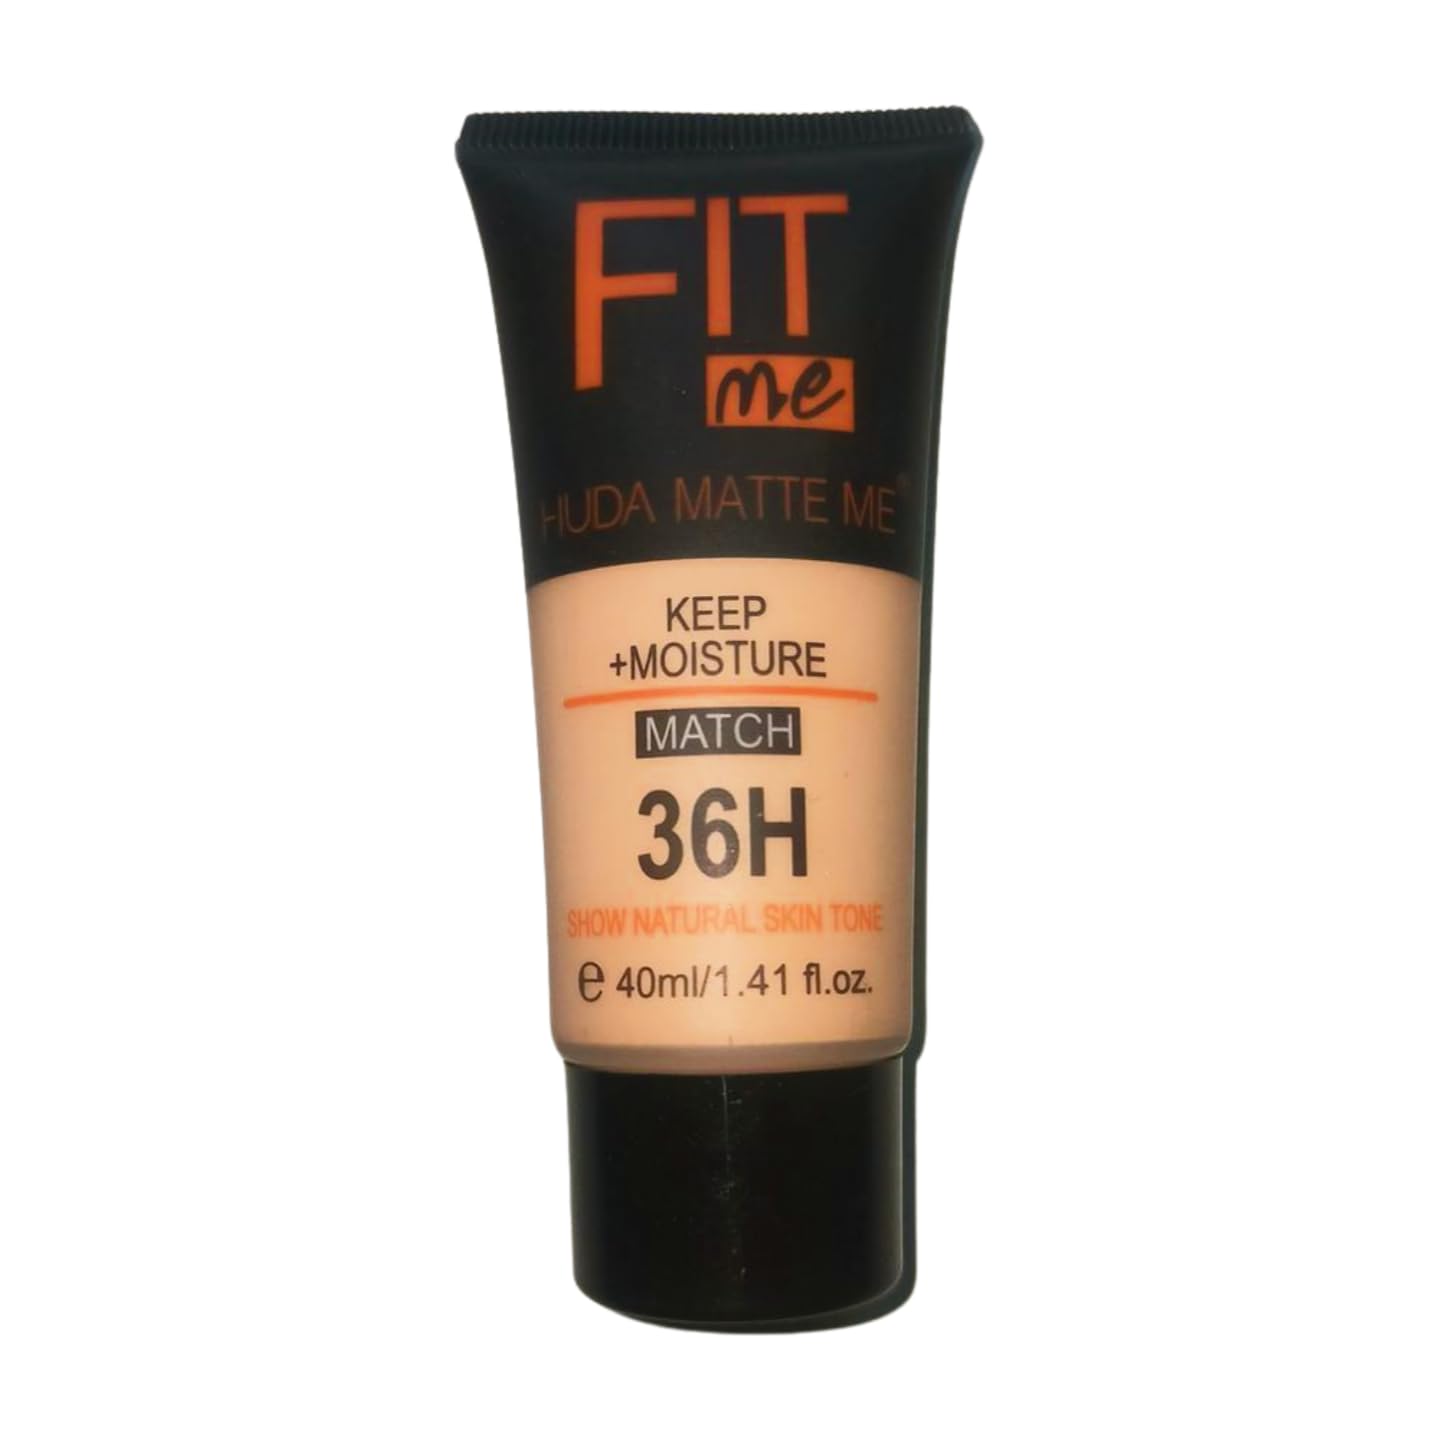 FIT
me
HUDA MATTE ME®
KEEP
+MOISTURE
MATCH
36H
SHOW NATURAL SKIN TONE
℮ 40ml/1.41 fl.oz.